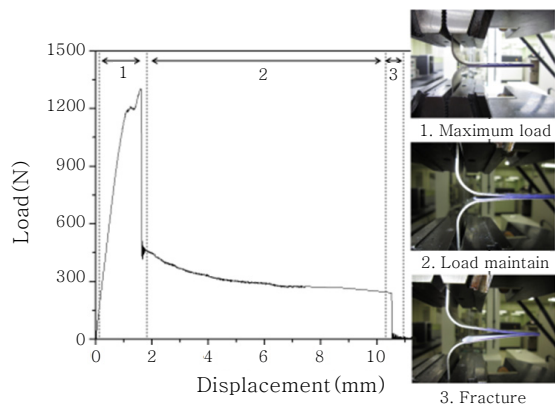 1500
1200
900
600
300
0
Load (N)
0 2 4 6 8 10
Displacement (mm)
1 2 3
1. Maximum load
2. Load maintain
3. Fracture